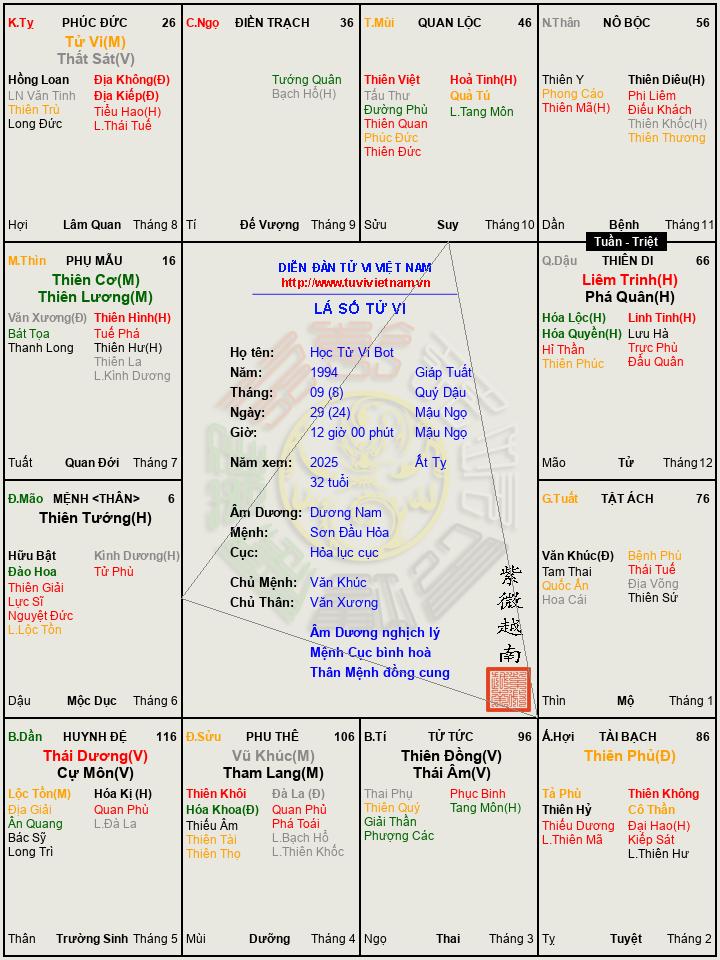 K.Tỵ PHÚC ĐỨC 26
Tử Vi(M)
Thất Sát(V)
Hồng Loan Địa Không(Đ)
LN Văn Tinh Địa Kiếp(Đ)
Thiên Trù Tiểu Hao(H)
Long Đức L.Thái Tuế
Hợi Lâm Quan Tháng 8
C.Ngọ ĐIỀN TRẠCH 36
Tướng Quân
Bạch Hổ(H)
Tí Đế Vượng Tháng 9
T.Mùi QUAN LỘC 46
Thiên Việt Hoả Tinh(H)
Tấu Thư Quả Tú
Đường Phù L.Tang Môn
Thiên Quan
Phúc Đức
Thiên Đức
Sửu Suy Tháng 10
N.Thân NÔ BỘC 56
Thiên Y Thiên Diêu(H)
Phong Cáo Phi Liêm
Thiên Mã(H) Điếu Khách
Thiên Khốc(H)
Thiên Thương
Dần Bệnh Tháng 11
Tuần - Triệt
M.Thìn PHỤ MẪU 16
Thiên Cơ(M)
Thiên Lương(M)
Văn Xương(Đ) Thiên Hình(H)
Bát Tọa Tuế Phá
Thanh Long Thiên Hư(H)
Thiên La
L.Kình Dương
Tuất Quan Đới Tháng 7
DIỄN ĐÀN TỬ VI VIỆT NAM
http://www.tuvivietnam.vn
LÁ SỐ TỬ VI
Họ tên: Học Tử Ví Bot
Năm: 1994 Giáp Tuất
Tháng: 09 (8) Quý Dậu
Ngày: 29 (24) Mậu Ngọ
Giờ: 12 giờ 00 phút Mậu Ngọ
Năm xem: 2025 Ất Tỵ
32 tuổi
Âm Dương: Dương Nam
Mệnh: Sơn Đầu Hỏa
Cục: Hỏa lục cục
Chủ Mệnh: Văn Khúc
Chủ Thân: Văn Xương
Âm Dương nghịch lý
Mệnh Cục bình hoà
Thân Mệnh đồng cung
紫
微
越
南
Q.Dậu THIÊN DI 66
Liêm Trinh(H)
Phá Quân(H)
Hóa Lộc(H) Linh Tinh(H)
Hóa Quyền(H) Lưu Hà
Hỉ Thần Trực Phù
Thiên Phúc Đẩu Quân
Mão Tử Tháng 12
Đ.Mão MỆNH <THÂN> 6
Thiên Tướng(H)
Hữu Bật Kình Dương(H)
Đào Hoa Tử Phù
Thiên Giải
Lực Sĩ
Nguyệt Đức
L.Lộc Tồn
Dậu Mộc Dục Tháng 6
G.Tuất TẬT ÁCH 76
Văn Khúc(Đ) Bệnh Phù
Tam Thai Thái Tuế
Quốc Ấn Địa Võng
Hoa Cái Thiên Sứ
Thìn Mộ Tháng 1
B.Dần HUYNH ĐỆ 116
Thái Dương(V)
Cự Môn(V)
Lộc Tồn(M) Hóa Kị (H)
Địa Giải Quan Phủ
Ân Quang L.Đà La
Bác Sỹ
Long Trì
Thân Trường Sinh Tháng 5
Đ.Sửu PHU THÊ 106
Vũ Khúc(M)
Tham Lang(M)
Thiên Khôi Đà La (Đ)
Hóa Khoa(Đ) Quan Phủ
Thiếu Âm Phá Toái
Thiên Tài L.Bạch Hổ
Thiên Thọ L.Thiên Khốc
Mùi Dưỡng Tháng 4
B.Tí TỬ TỨC 96
Thiên Đồng(V)
Thái Âm(V)
Thai Phụ Phục Binh
Thiên Quý Tang Môn(H)
Giải Thần
Phượng Các
Ngọ Thai Tháng 3
Ấ.Hợi TÀI BẠCH 86
Thiên Phủ(Đ)
Tả Phù Thiên Không
Thiên Hỷ Cô Thần
Thiếu Dương Đại Hao(H)
L.Thiên Mã Kiếp Sát
L.Thiên Hư
Tỵ Tuyệt Tháng 2